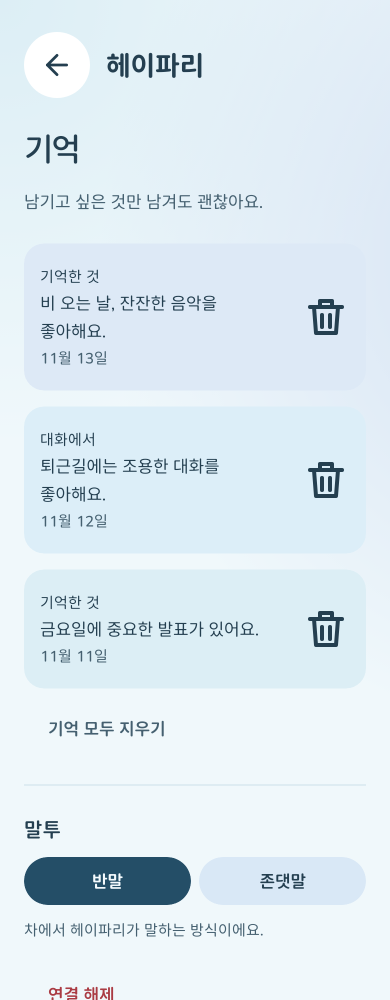 헤이파리
기억
남기고 싶은 것만 남겨도 괜찮아요.
기억한 것
비 오는 날, 잔잔한 음악을
좋아해요.
11월 13일
대화에서
퇴근길에는 조용한 대화를
좋아해요.
11월 12일
기억한 것
금요일에 중요한 발표가 있어요.
11월 11일
기억 모두 지우기
말투
반말
존댓말
차에서 헤이파리가 말하는 방식이에요.
연결 해제